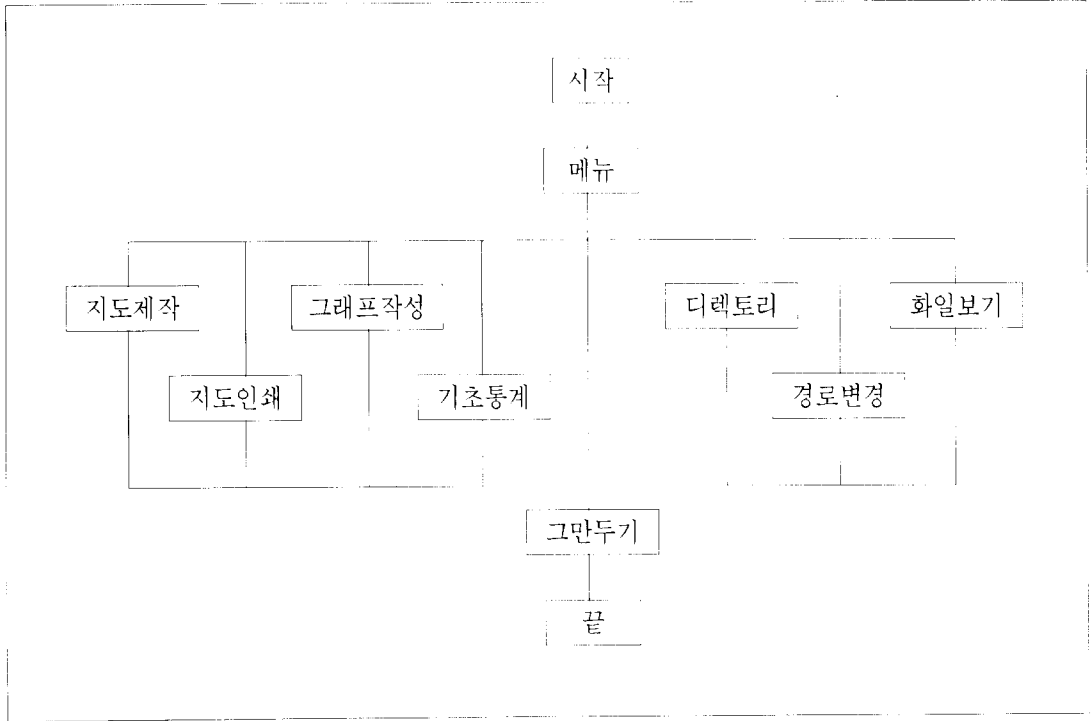 시작
메뉴
지도제작
그래프작성
디렉토리
화일보기
지도인쇄
기초통계
경로변경
그만두기
끝